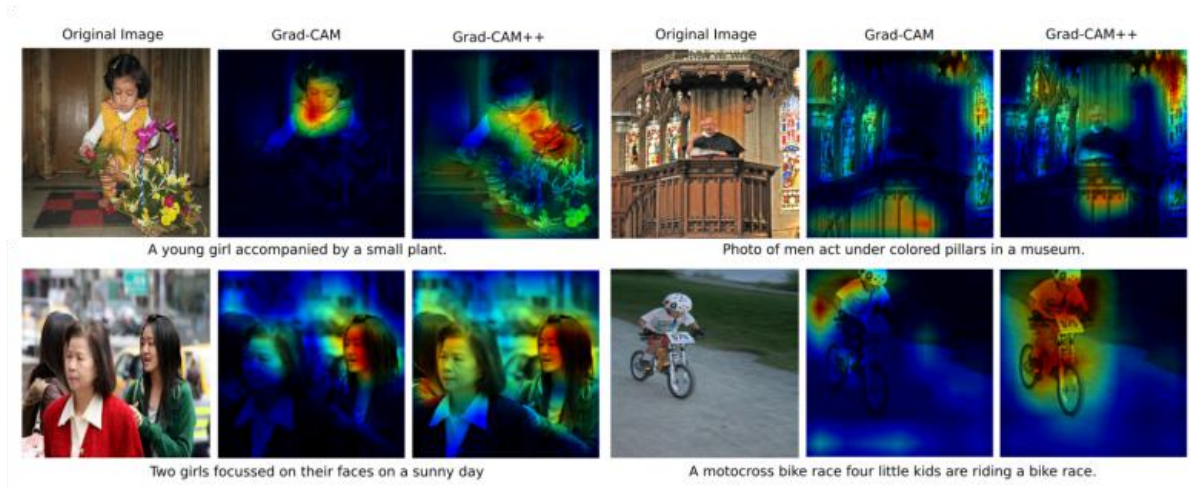 Original Image Grad-CAM Grad-CAM++ Original Image Grad-CAM Grad-CAM++
A young girl accompanied by a small plant.
Photo of men act under colored pillars in a museum.
Two girls focussed on their faces on a sunny day
A motocross bike race four little kids are riding a bike race.